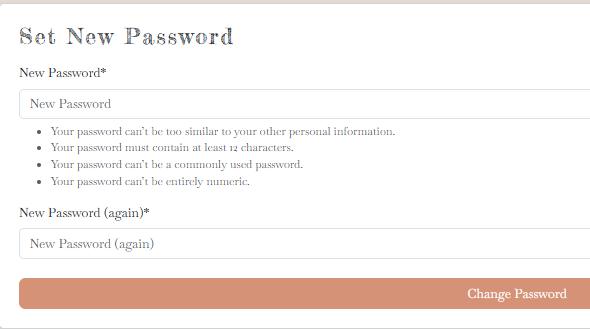 Set New Password
New Password*
New Password
Your password can't be too similar to your other personal information.
Your password must contain at least 12 characters.
Your password can't be a commonly used password.
Your password can't be entirely numeric.
New Password (again)*
New Password (again)
Change Password